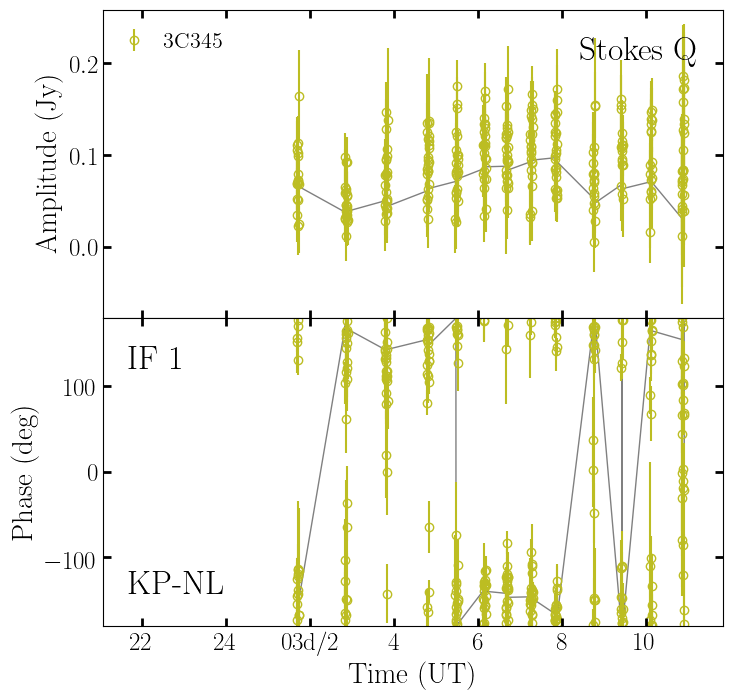 3C345
Stokes Q
0.2
0.1
0.0
Amplitude (Jy)
IF 1
100
0
−100
Phase (deg)
KP-NL
22 24 03d/2 4 6 8 10
Time (UT)